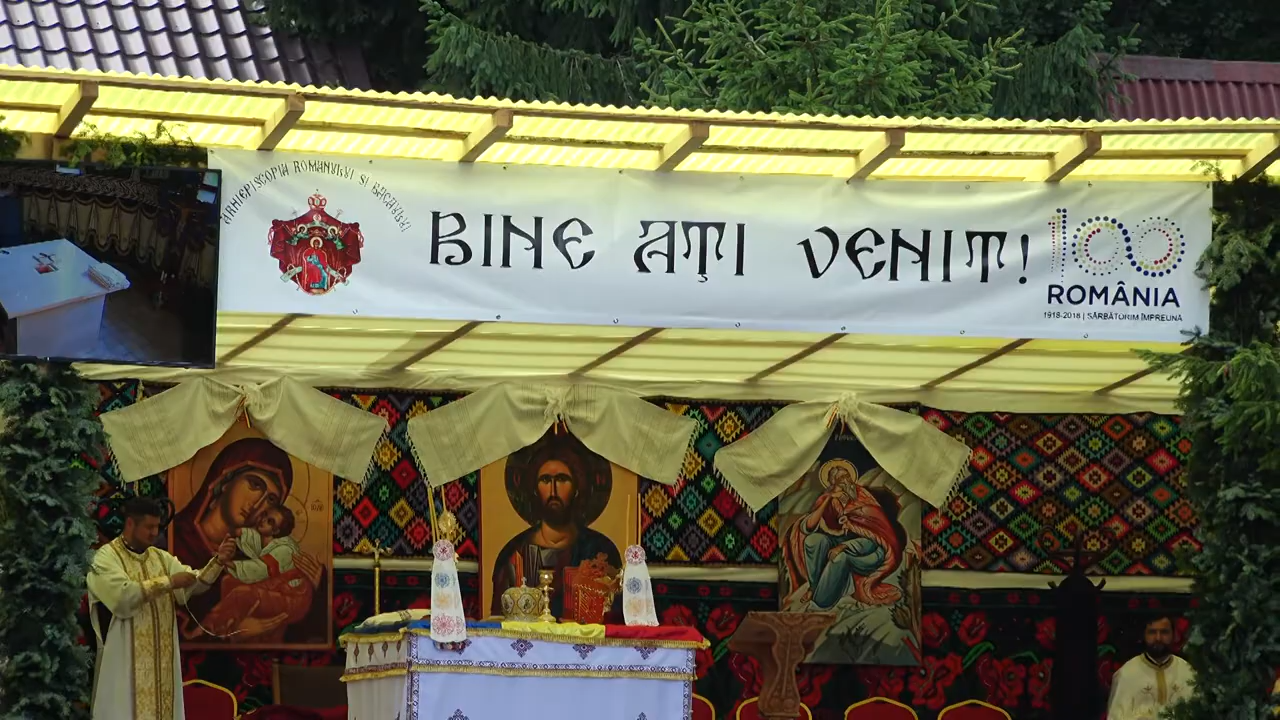 ARHIEPISCOPIA ROMANULUI ȘI BACĂULUI
BINE AȚI VENIT!
100
ROMÂNIA
1918-2018 | SĂRBĂTORIM ÎMPREUNĂ